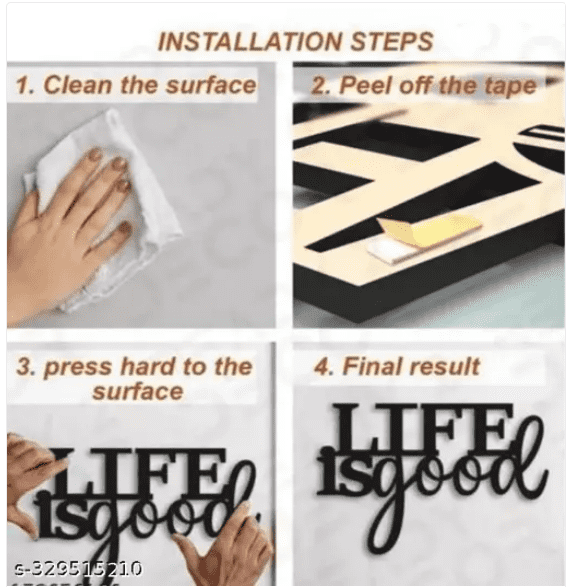 INSTALLATION STEPS
1. Clean the surface
2. Peel off the tape
3. press hard to the
surface
LIFE
isgood
s-329515210
4. Final result
LIFE
isgood